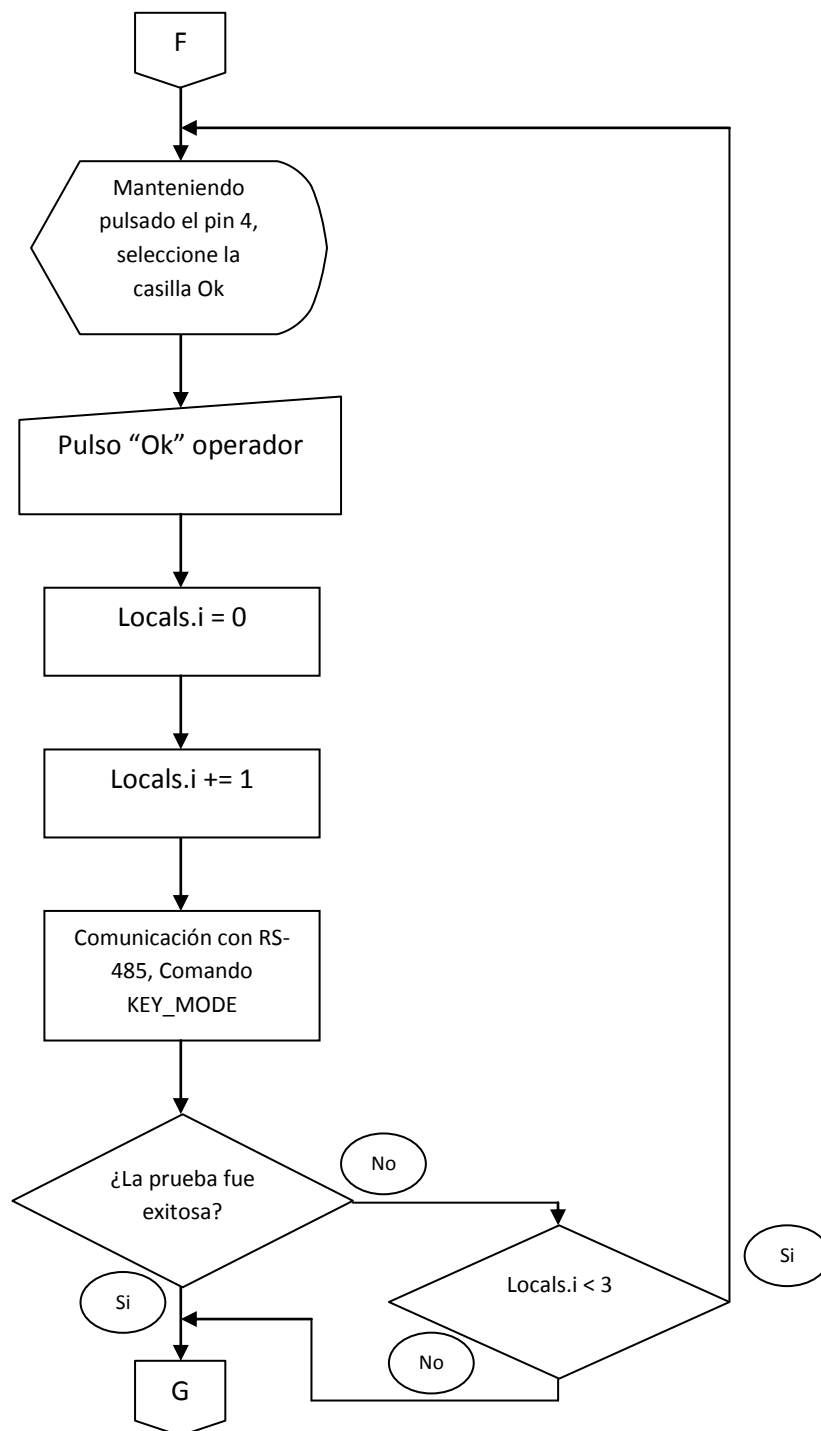 F
Manteniendo
pulsado el pin 4,
seleccione la
casilla Ok
Pulso “Ok” operador
Locals.i = 0
Locals.i += 1
Comunicación con RS-
485, Comando
KEY_MODE
¿La prueba fue
exitosa?
No
Locals.i < 3
Si
Si
No
G